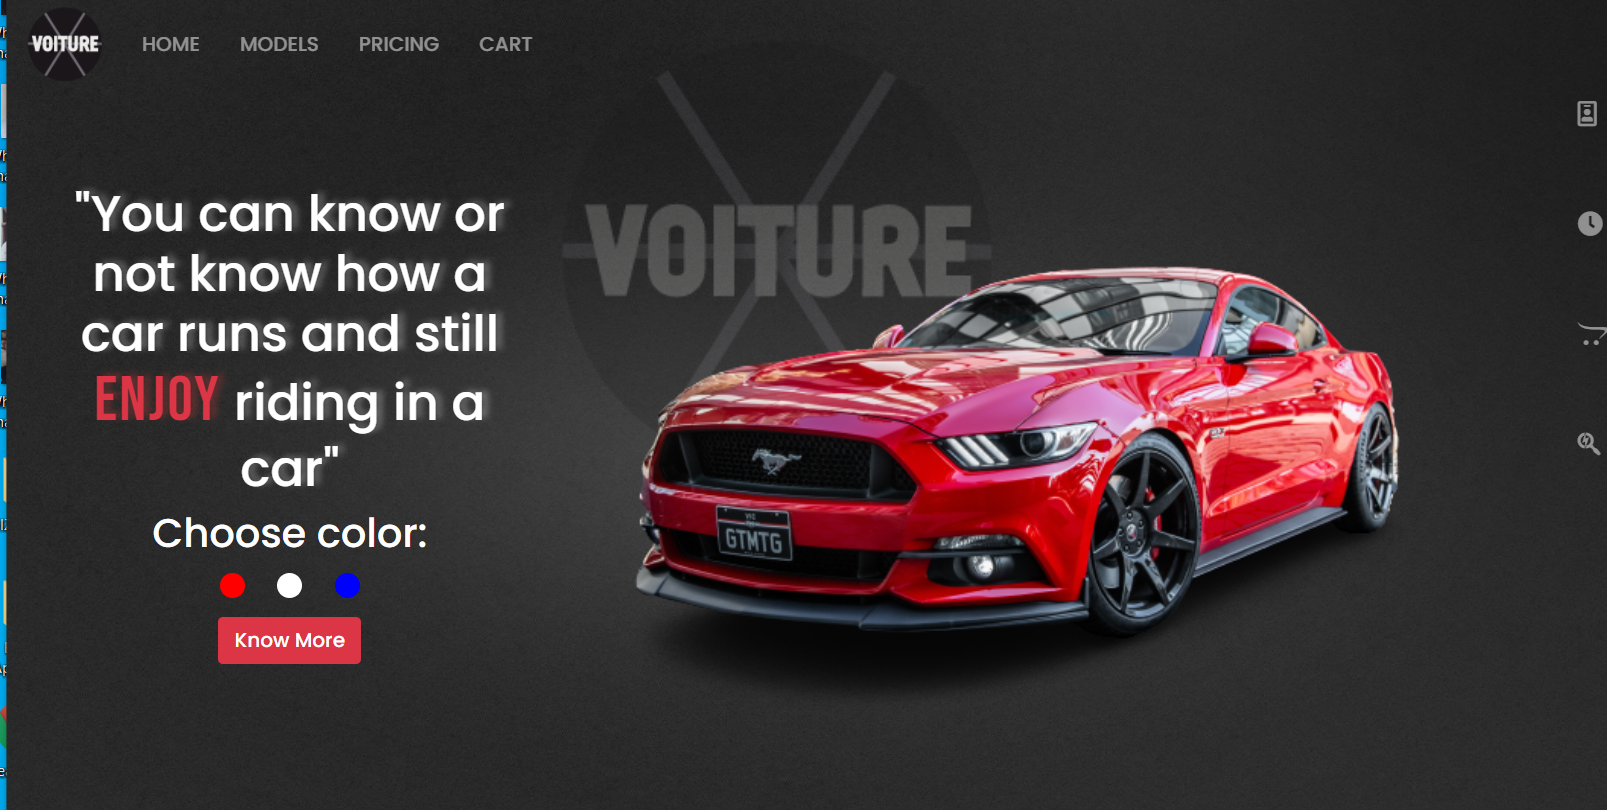 VOITURE
HOME MODELS PRICING CART
VOITURE
"You can know or
not know how a
car runs and still
ENJOY riding in a
car"
Choose color:
Know More
GTMTG